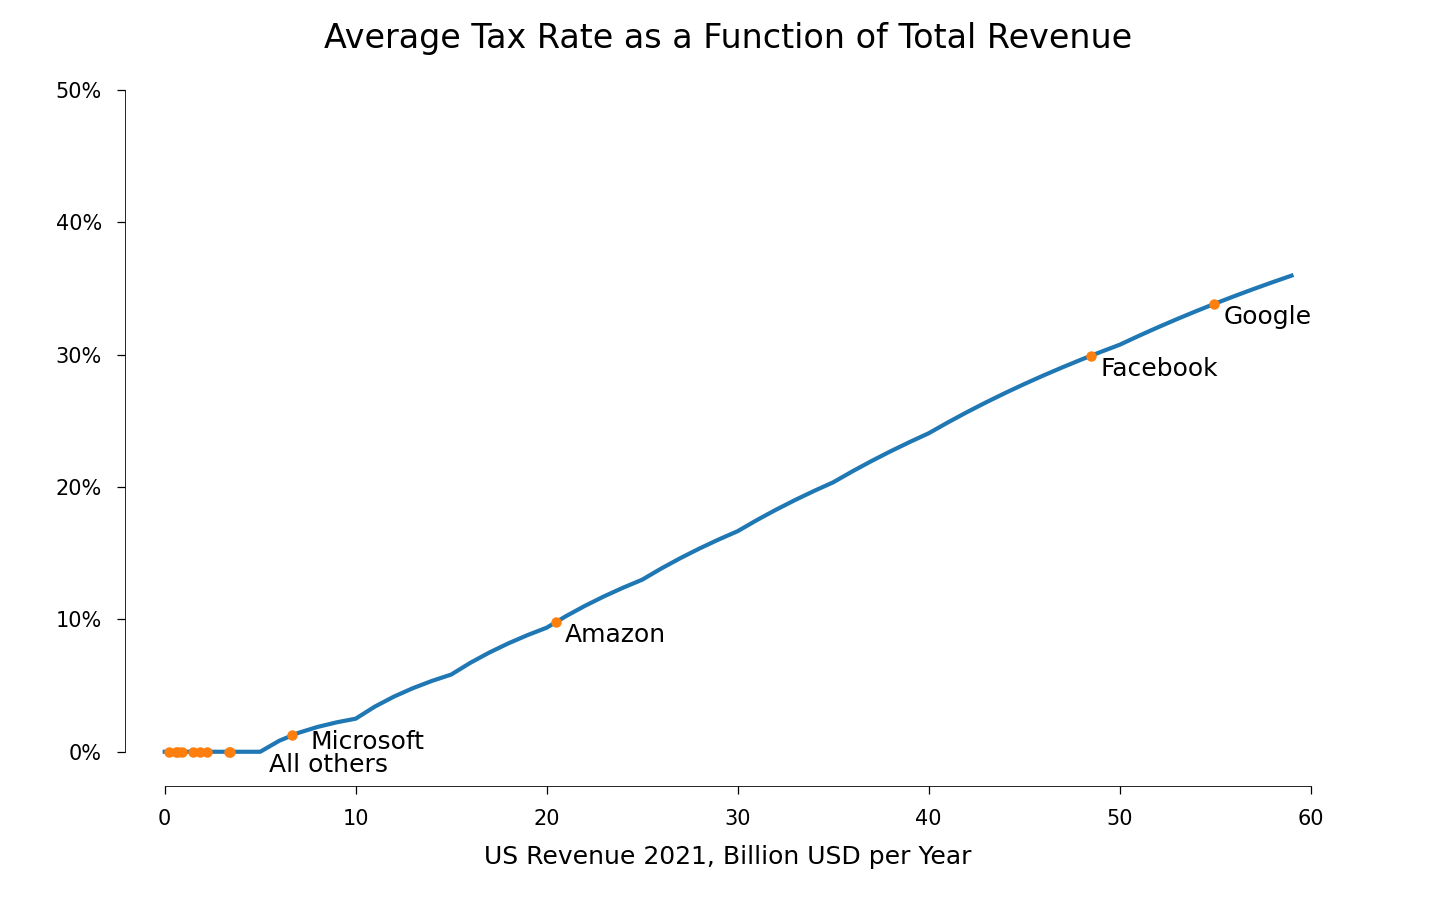 Average Tax Rate as a Function of Total Revenue
50%
40%
30%
20%
10%
0%
Google
Facebook
Amazon
Microsoft
All others
0 10 20 30 40 50 60
US Revenue 2021, Billion USD per Year